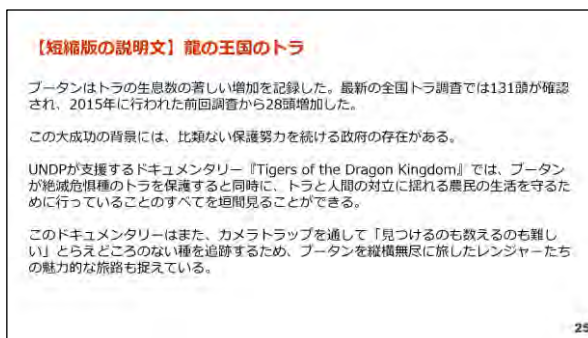 【短縮版の説明文】龍の王国のトラ
ブータンはトラの生息数の著しい増加を記録した。最新の全国トラ調査では131頭が確認
され、2015年に行われた前回調査から28頭増加した。
この大成功の背景には、比類ない保護努力を続ける政府の存在がある。
UNDPが支援するドキュメンタリー『Tigers of the Dragon Kingdom』では、ブータン
が絶滅危惧種のトラを保護すると同時に、トラと人間の対立に揺れる農民の生活を守るた
めに行っていることのすべてを垣間見ることができる。
このドキュメンタリーはまた、カメラトラップを通して「見つけるのも数えるのも難し
い」とらえどころのない種を追跡するため、ブータンを縦横無尽に旅したレンジャーたち
の魅力的な旅路も捉えている。
25